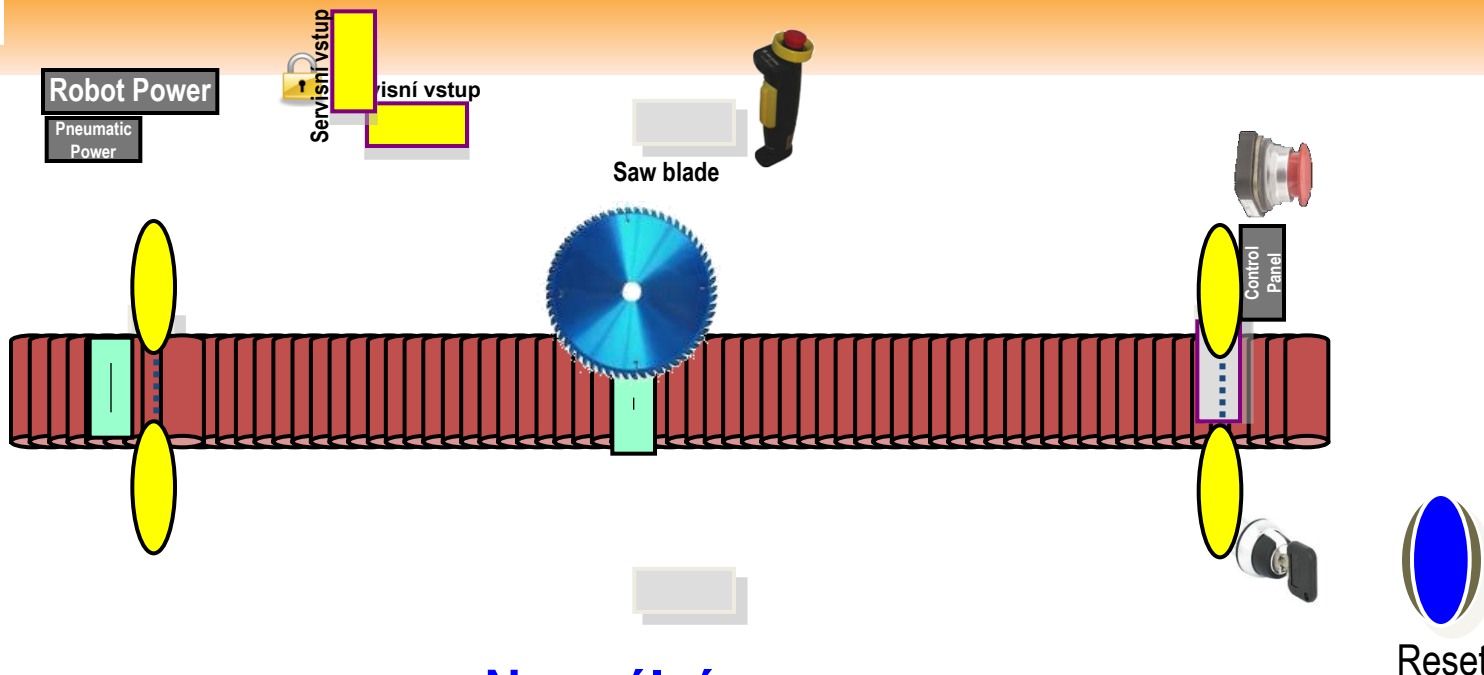 Robot Power
Pneumatic
Power
Servisní vstup
visní vstup
Saw blade
Control
Panel
Reset